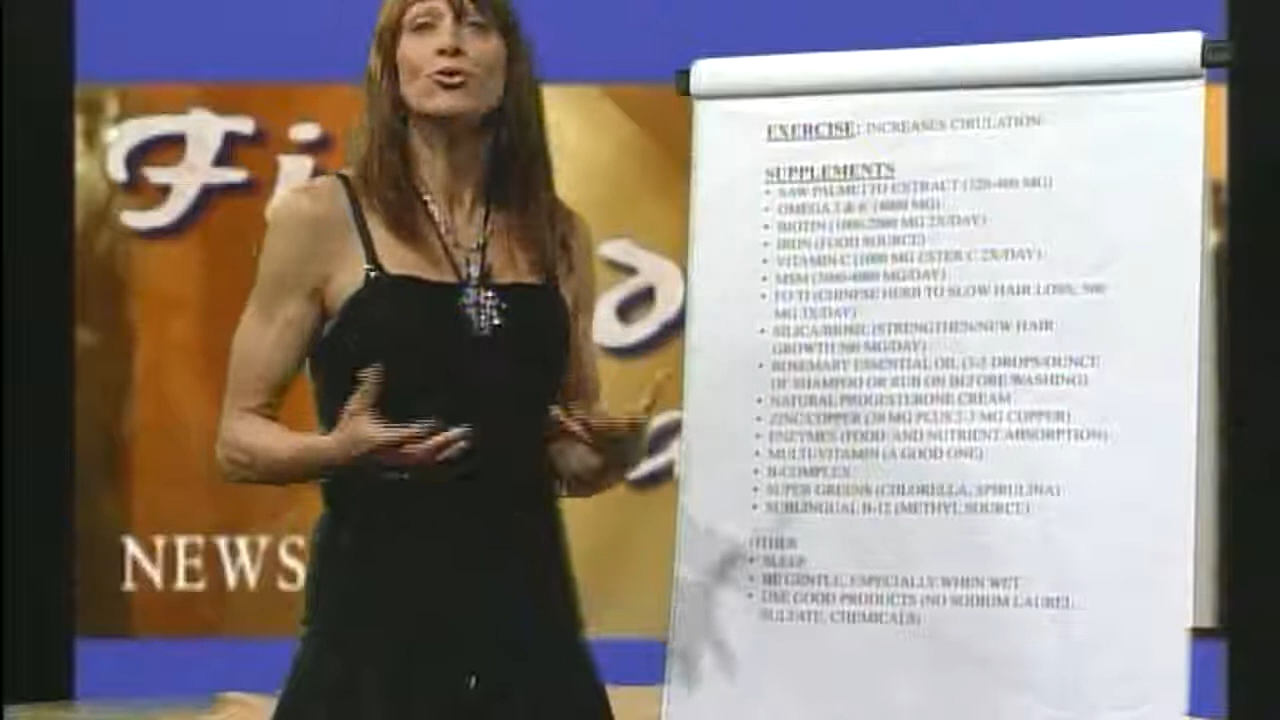 Fi
NEWS
EXERCISE: INCREASES CIRULATION
SUPPLEMENTS
• SAW PALMETTO EXTRACT (320-400 MG)
• OMEGA 3 & 6 (4000 MG)
• BIOTIN (1000-2000 MG 2X/DAY)
• IRON (FOOD SOURCE)
• VITAMIN C (1000 MG ESTER C 2X/DAY)
• MSM (3000-4000 MG/DAY)
• FO-TI (CHINESE HERB TO SLOW HAIR LOSS, 500
MG 3X/DAY)
• SILICA/BIOSIL (STRENGTHEN/NEW HAIR
GROWTH 500 MG/DAY)
• ROSEMARY ESSENTIAL OIL (3-5 DROPS/OUNCE
OF SHAMPOO OR RUB ON BEFORE WASHING)
• NATURAL PROGESTERONE CREAM
• ZINC/COPPER (30 MG PLUS 2-3 MG COPPER)
• ENZYMES (FOOD AND NUTRIENT ABSORPTION)
• MULTI-VITAMIN (A GOOD ONE)
• B-COMPLEX
• SUPER GREENS (CHLORELLA, SPIRULINA)
• SUBLINGUAL B-12 (METHYL SOURCE)
OTHER
• SLEEP
• BE GENTLE, ESPECIALLY WHEN WET
• USE GOOD PRODUCTS (NO SODIUM LAUREL
SULFATE, CHEMICALS)